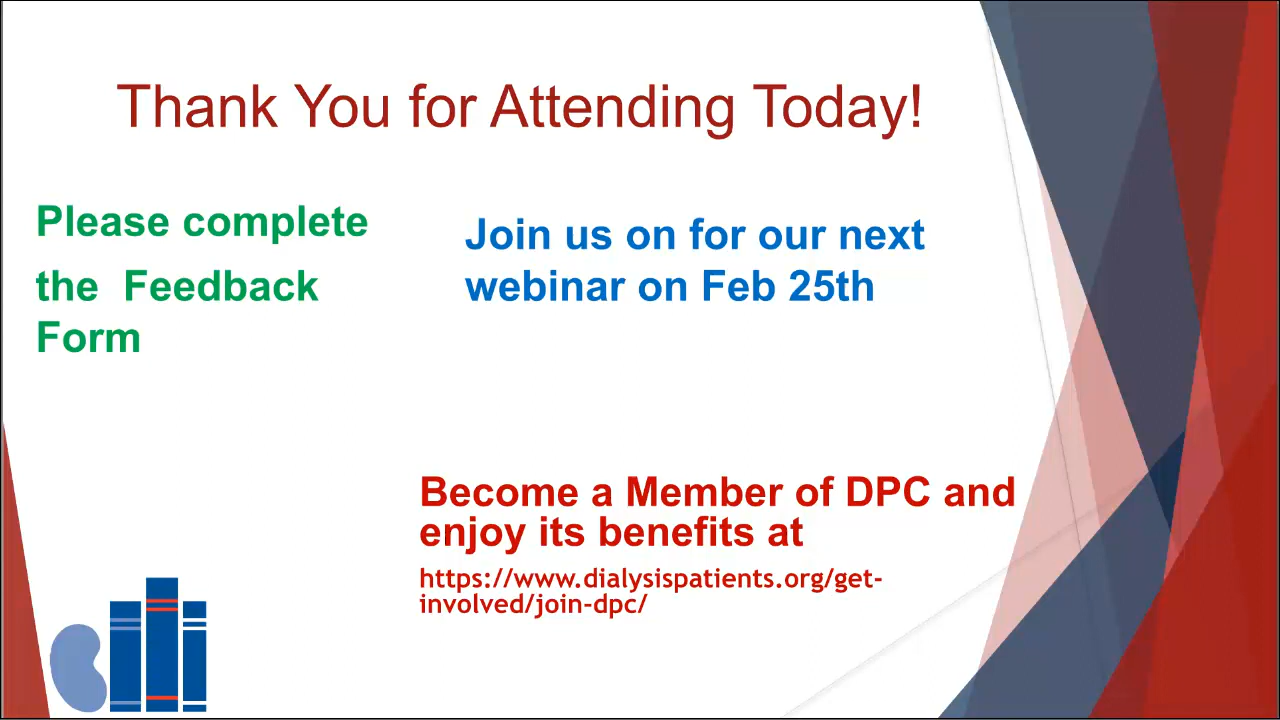 Thank You for Attending Today!
Please complete
the  Feedback
Form
Join us on for our next
webinar on Feb 25th
Become a Member of DPC and
enjoy its benefits at
https://www.dialysispatients.org/get-
involved/join-dpc/